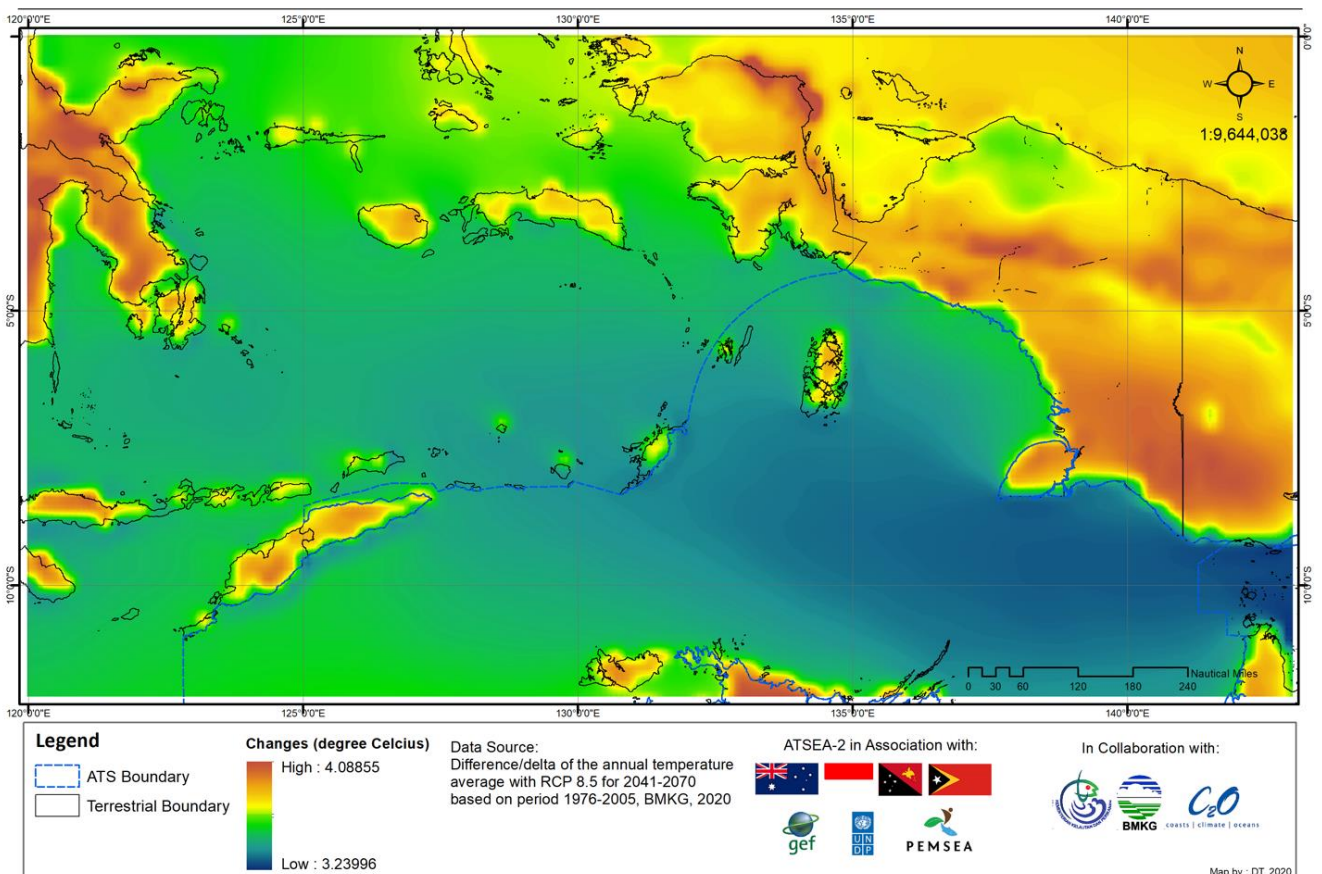 120°0'0"E 125°0'0"E 130°0'0"E 135°0'0"E 140°0'0"E
0°0'0" 0°0'0"
N
W E
S
1:9,644,038
5°0'0"S 5°0'0"S
10°0'0"S 10°0'0"S
Nautical Miles
0 30 60 120 180 240
120°0'0"E 125°0'0"E 130°0'0"E 135°0'0"E 140°0'0"E
Legend
ATS Boundary
Terrestrial Boundary
Changes (degree Celcius)
High : 4.08855
Low : 3.23996
Data Source:
Difference/delta of the annual temperature
average with RCP 8.5 for 2041-2070
based on period 1976-2005, BMKG, 2020
ATSEA-2 in Association with:
gef
U N
D P
PEMSEA
In Collaboration with:
BMKG
C2O
coasts | climate | oceans
Map by : DT, 2020